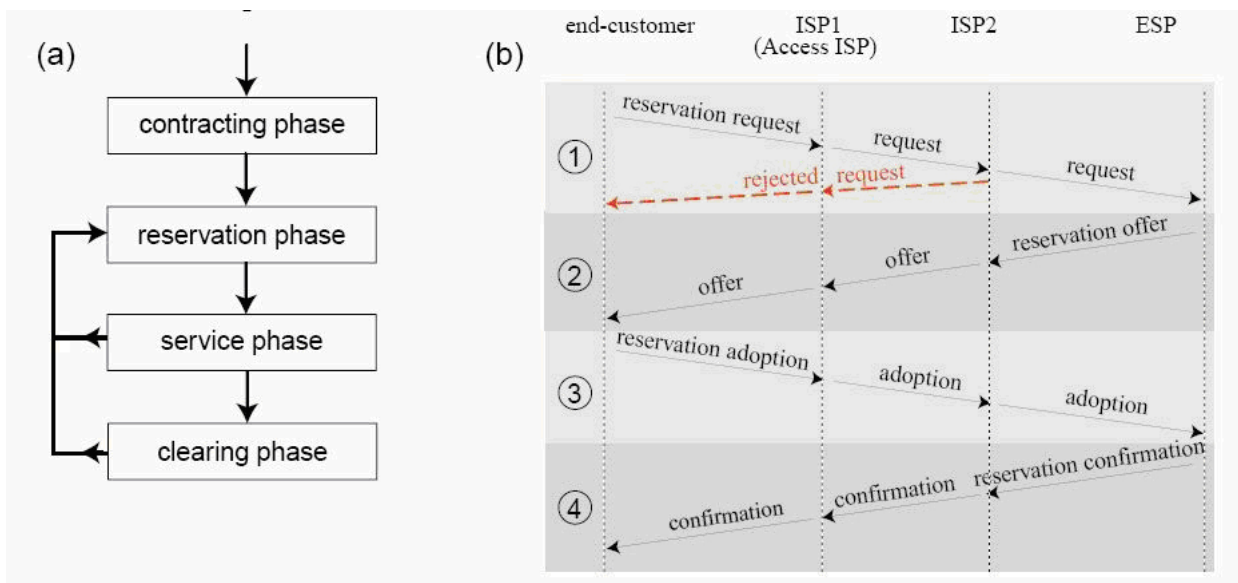 (a)
contracting phase
reservation phase
service phase
clearing phase
(b)
end-customer ISP1 ISP2 ESP
(Access ISP)
1
reservation request
request
request
rejected request
2
reservation offer
offer
offer
3
reservation adoption
adoption
adoption
4
reservation confirmation
confirmation
confirmation